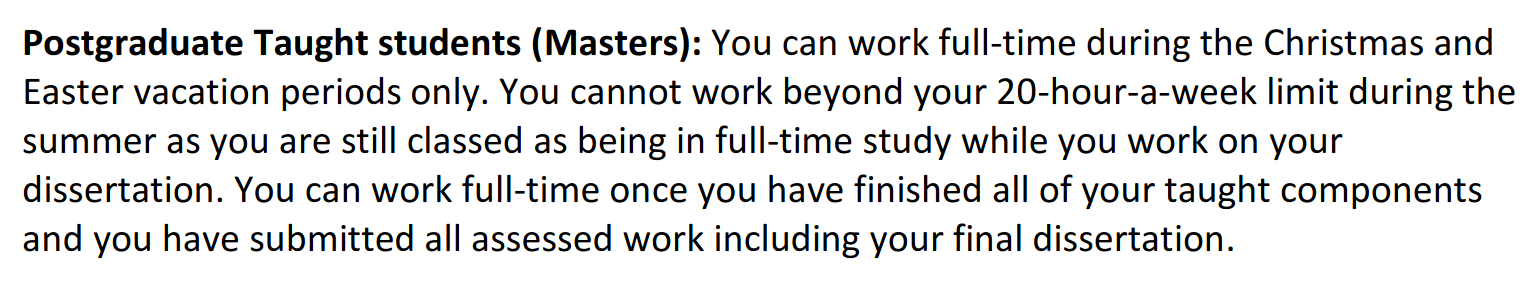 Postgraduate Taught students (Masters): You can work full-time during the Christmas and
Easter vacation periods only. You cannot work beyond your 20-hour-a-week limit during the
summer as you are still classed as being in full-time study while you work on your
dissertation. You can work full-time once you have finished all of your taught components
and you have submitted all assessed work including your final dissertation.